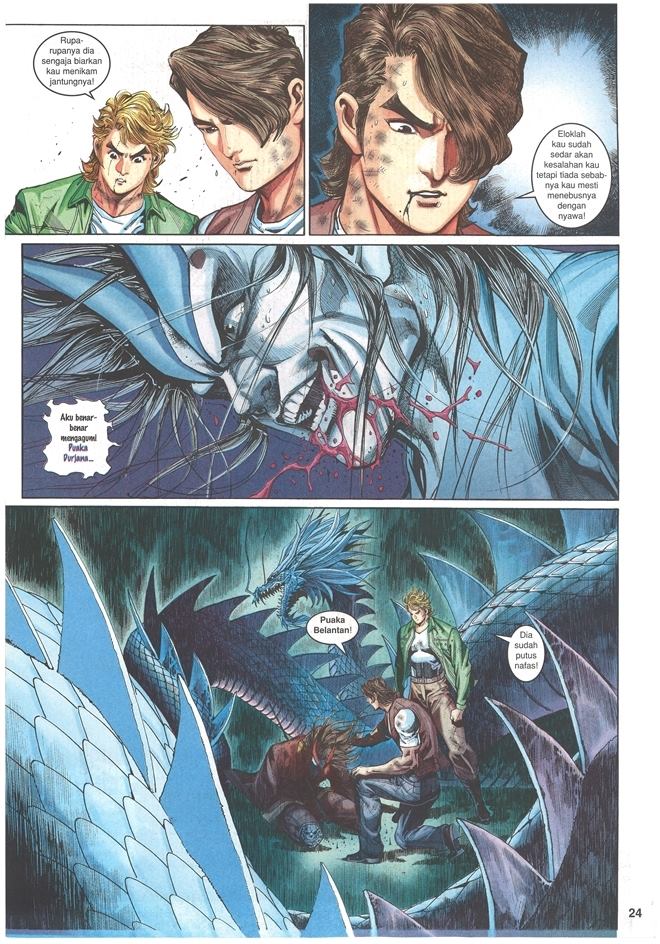 Rupa-
rupanya dia
sengaja biarkan
kau menikam
jantungnya!
Eloklah
kau sudah
sedar akan
kesalahan kau
tetapi tiada sebab-
nya kau mesti
menebusnya
dengan
nyawa!
Aku benar-
benar
mengagumi
Puaka
Durjana...
Puaka
Belantan!
Dia
sudah
putus
nafas!
24